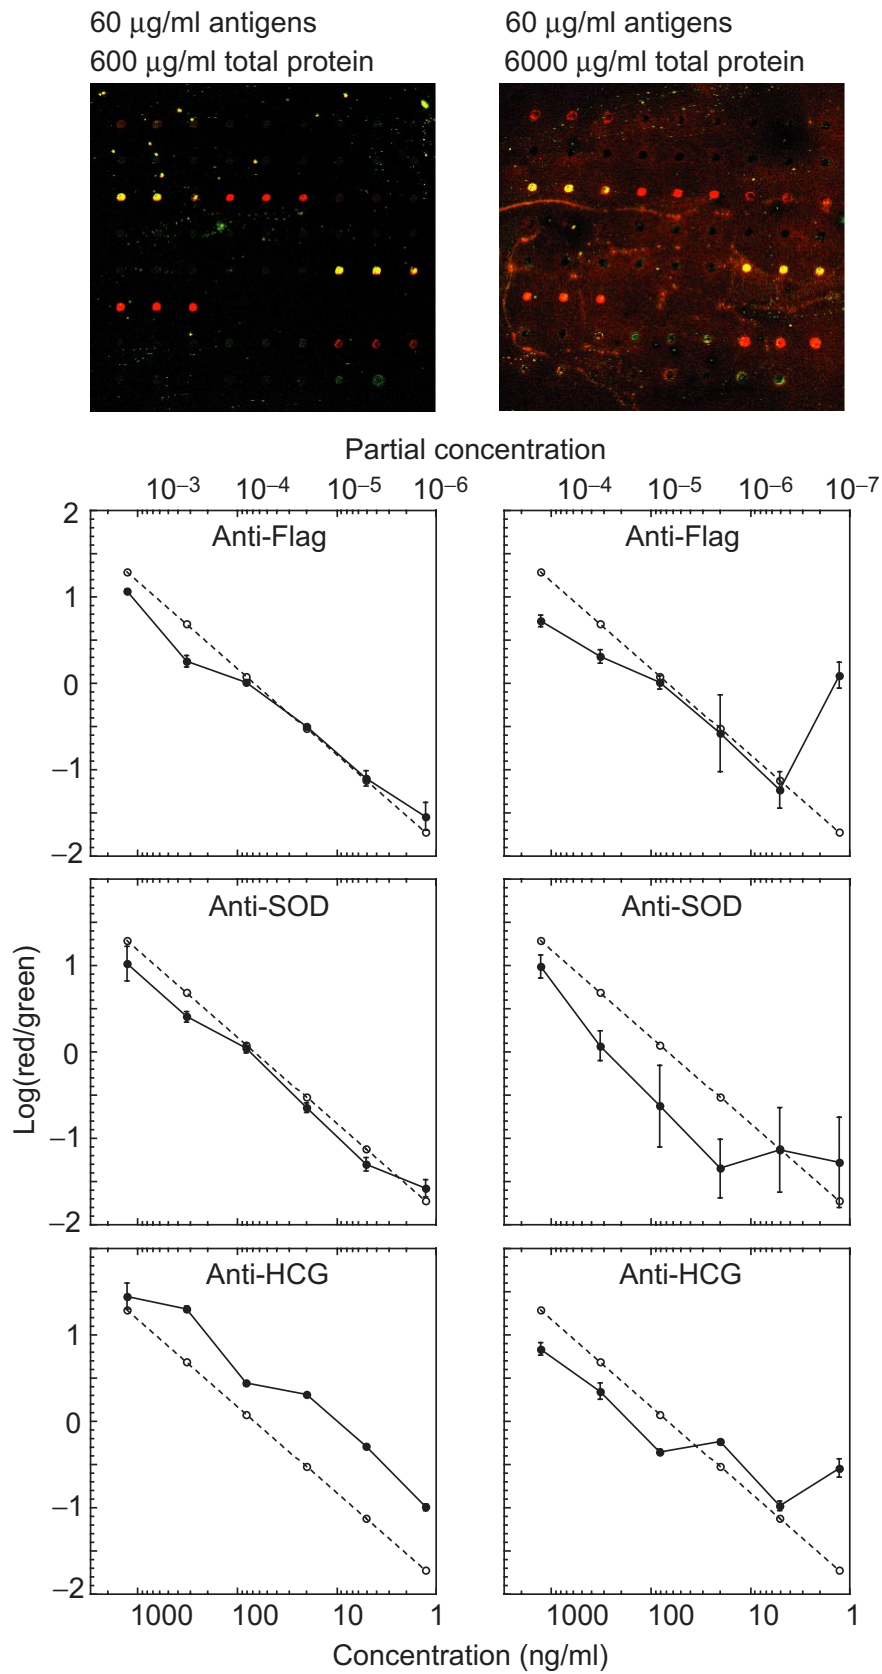 60 μg/ml antigens
600 μg/ml total protein
60 μg/ml antigens
6000 μg/ml total protein
Partial concentration
10–3 10–4 10–5 10–6
10–4 10–5 10–6 10–7
2
1
0
–1
–2
Anti-Flag
Anti-Flag
1
0
–1
–2
Anti-SOD
Anti-SOD
Log(red/green)
1
0
–1
–2
Anti-HCG
Anti-HCG
1000 100 10 1
1000 100 10 1
Concentration (ng/ml)